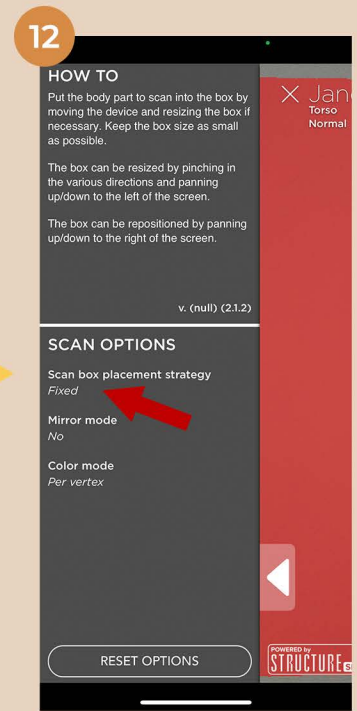 12
HOW TO
Put the body part to scan into the box by
moving the device and resizing the box if
necessary. Keep the box size as small
as possible.
The box can be resized by pinching in
the various directions and panning
up/down to the left of the screen.
The box can be repositioned by panning
up/down to the right of the screen.
v. (null) (2.1.2)
SCAN OPTIONS
Scan box placement strategy
Fixed
Mirror mode
No
Color mode
Per vertex
RESET OPTIONS
Torso
Normal
POWERED by
STRUCTURE